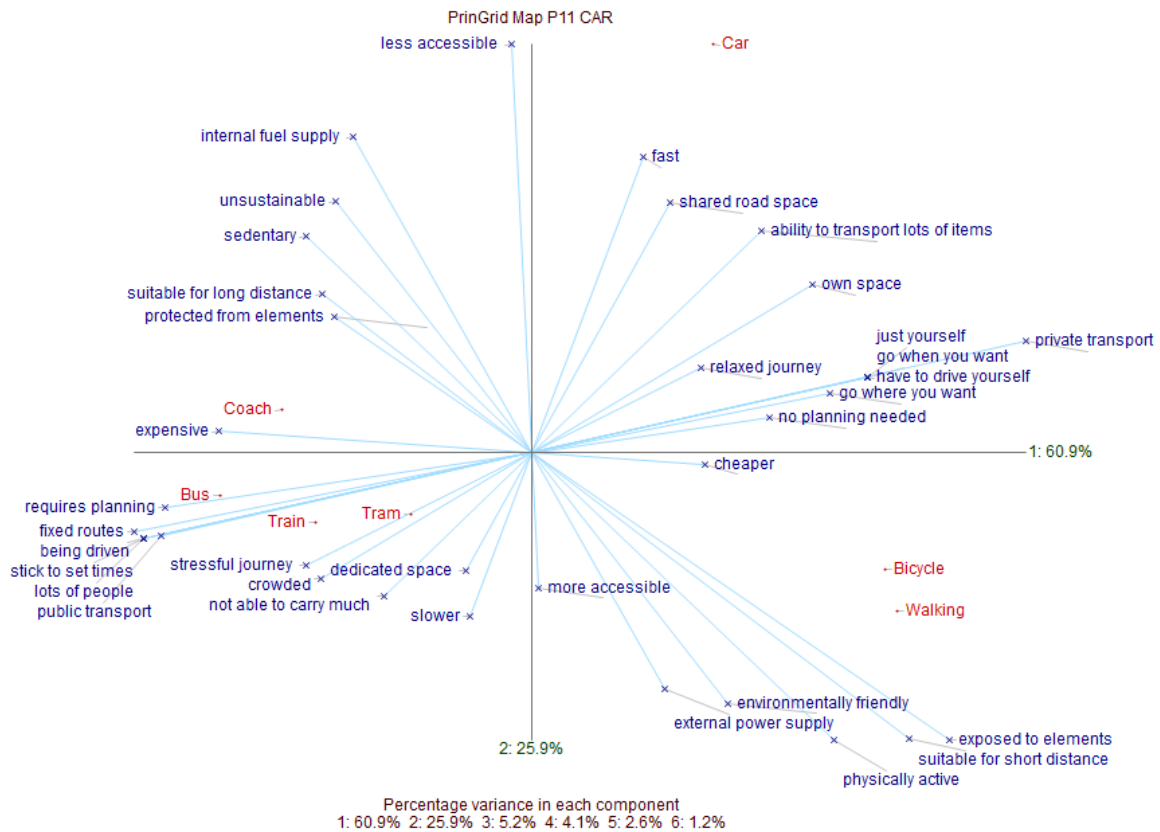 PrinGrid Map P11 CAR
less accessible
Car
internal fuel supply
fast
unsustainable
shared road space
sedentary
ability to transport lots of items
own space
suitable for long distance
protected from elements
just yourself
private transport
go when you want
relaxed journey
have to drive yourself
go where you want
Coach
no planning needed
expensive
1: 60.9%
cheaper
Bus
requires planning
Train
Tram
fixed routes
being driven
stressful journey
dedicated space
Bicycle
stick to set times
crowded
lots of people
more accessible
not able to carry much
public transport
slower
Walking
environmentally friendly
external power supply
2: 25.9%
exposed to elements
suitable for short distance
physically active
Percentage variance in each component
1: 60.9% 2: 25.9% 3: 5.2% 4: 4.1% 5: 2.6% 6: 1.2%